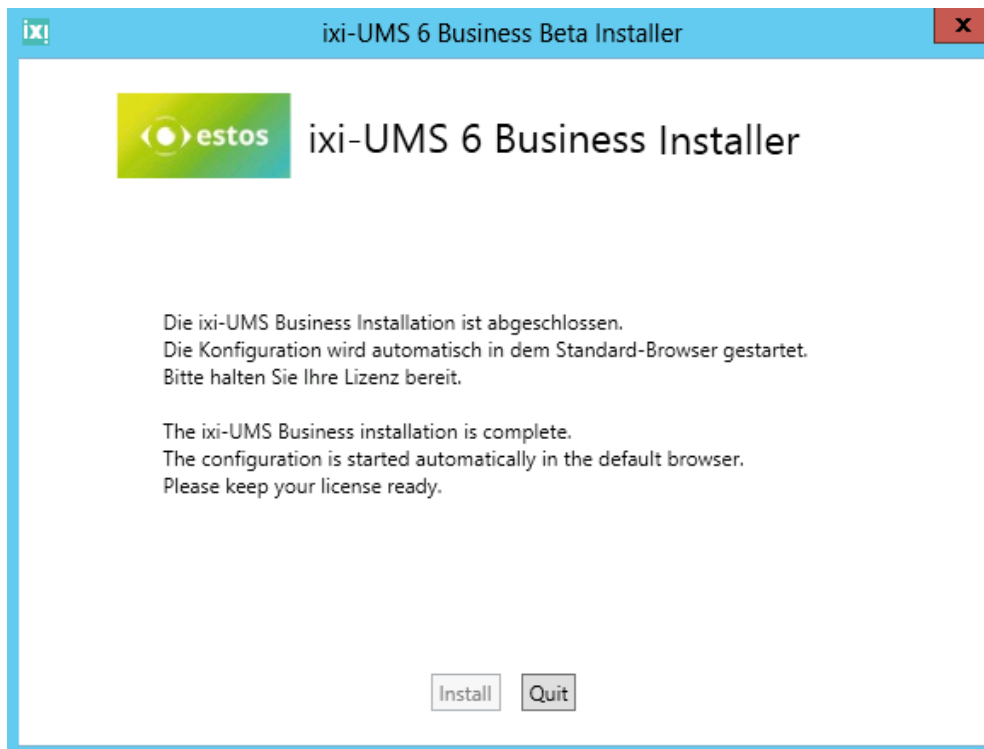 ixi
ixi-UMS 6 Business Beta Installer
x
estos
ixi-UMS 6 Business Installer
Die ixi-UMS Business Installation ist abgeschlossen.
Die Konfiguration wird automatisch in dem Standard-Browser gestartet.
Bitte halten Sie Ihre Lizenz bereit.
The ixi-UMS Business installation is complete.
The configuration is started automatically in the default browser.
Please keep your license ready.
Install
Quit